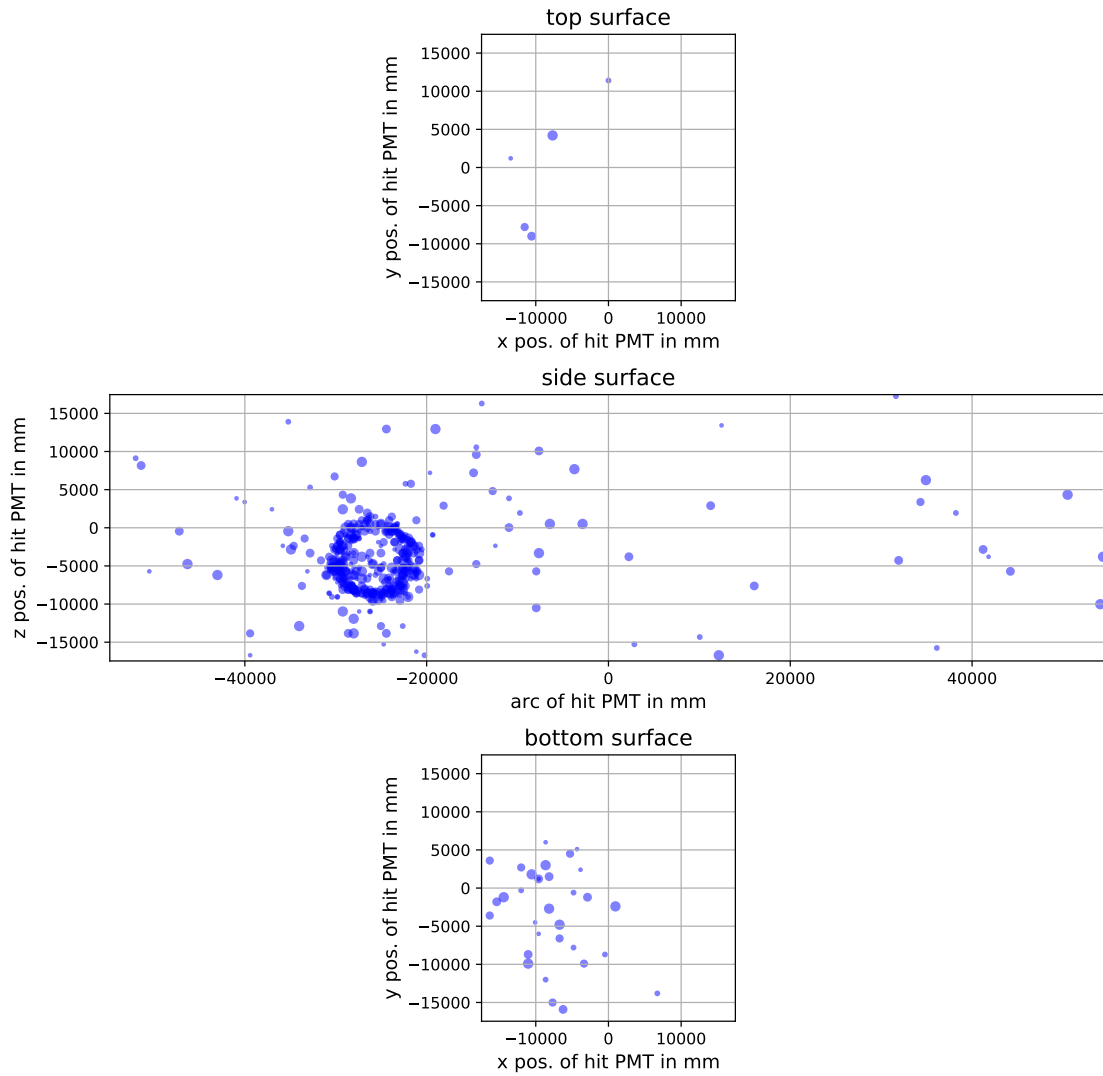 top surface
15000
10000
5000
0
−5000
−10000
−15000
y pos. of hit PMT in mm
−10000 0 10000
x pos. of hit PMT in mm
side surface
15000
10000
5000
0
−5000
−10000
−15000
z pos. of hit PMT in mm
−40000 −20000 0 20000 40000
arc of hit PMT in mm
bottom surface
15000
10000
5000
0
−5000
−10000
−15000
y pos. of hit PMT in mm
−10000 0 10000
x pos. of hit PMT in mm